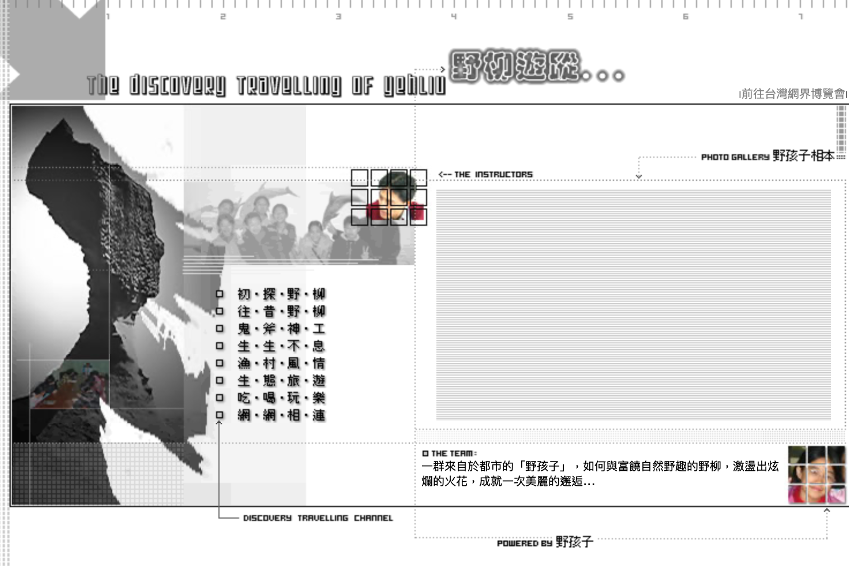 1 2 3 4 5 6 7
The discovery Travelling of yehliu 野柳遊蹤...
前往台灣網界博覽會
PHOTO GALLERY 野孩子相本
<-- THE INSTRUCTORS
初・探・野・柳
往・昔・野・柳
鬼・斧・神・工
生・生・不・息
漁・村・風・情
生・態・旅・遊
吃・喝・玩・樂
網・網・相・連
THE TEAM:
一群來自於都市的「野孩子」，如何與富饒自然野趣的野柳，激盪出炫
爛的火花，成就一次美麗的邂逅...
DISCOVERY TRAVELLING CHANNEL
POWERED BY 野孩子